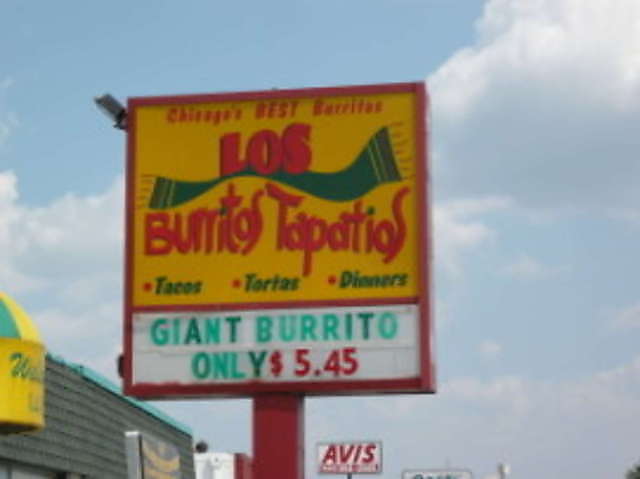 Chicago's BEST Burritos
LOS
Burritos Tapatios
• Tacos • Tortas • Dinners
GIANT BURRITO
ONLY $ 5.45
AVIS